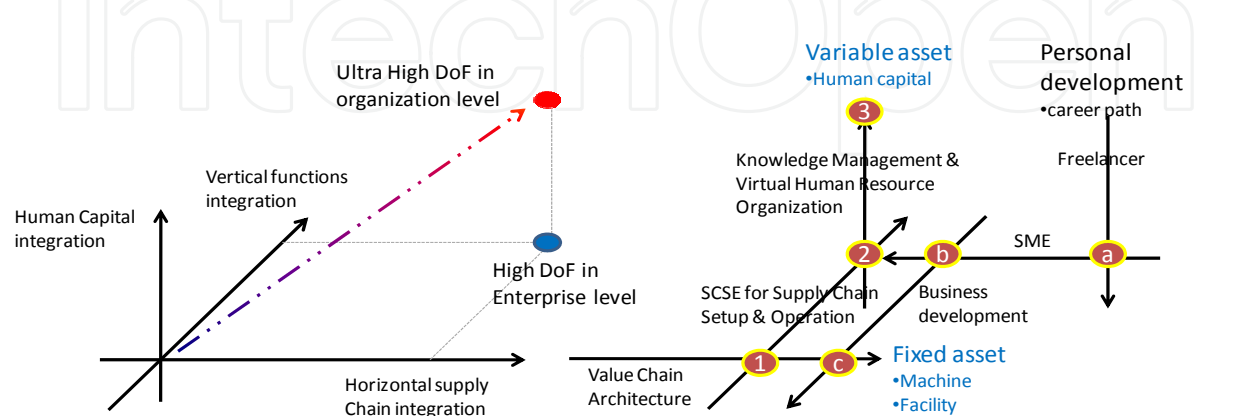 IntechOpen
Ultra High DoF in
organization level
Vertical functions
integration
Human Capital
integration
High DoF in
Enterprise level
Horizontal supply
Chain integration
Variable asset
•Human capital
3
Knowledge Management &
Virtual Human Resource
Organization
Personal
development
•career path
Freelancer
2
b
SME
a
SCSE for Supply Chain
Setup & Operation
Business
development
1
c
Value Chain
Architecture
Fixed asset
•Machine
•Facility